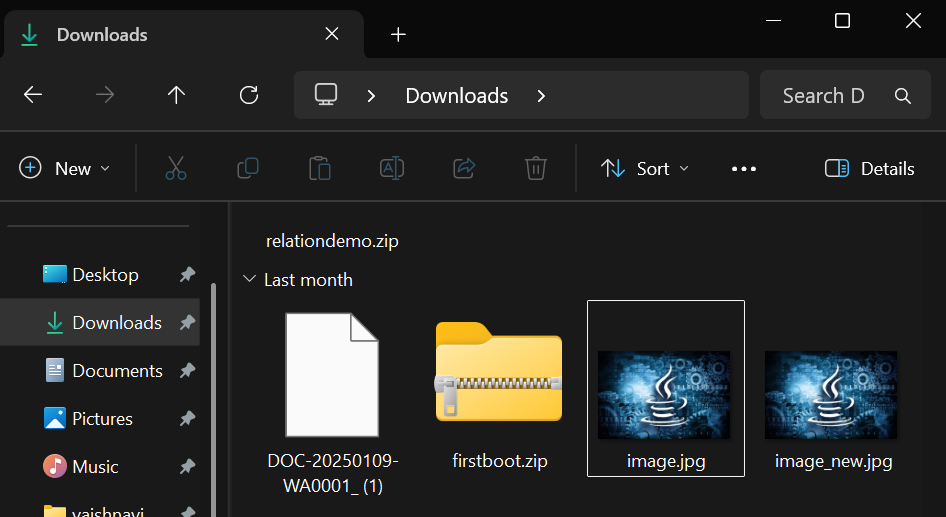 Downloads
Downloads
Search D
New
Sort
Details
relationdemo.zip
Last month
Desktop
Downloads
Documents
Pictures
Music
vaishnavi
DOC-20250109-
WA0001_ (1)
firstboot.zip
image.jpg
image_new.jpg